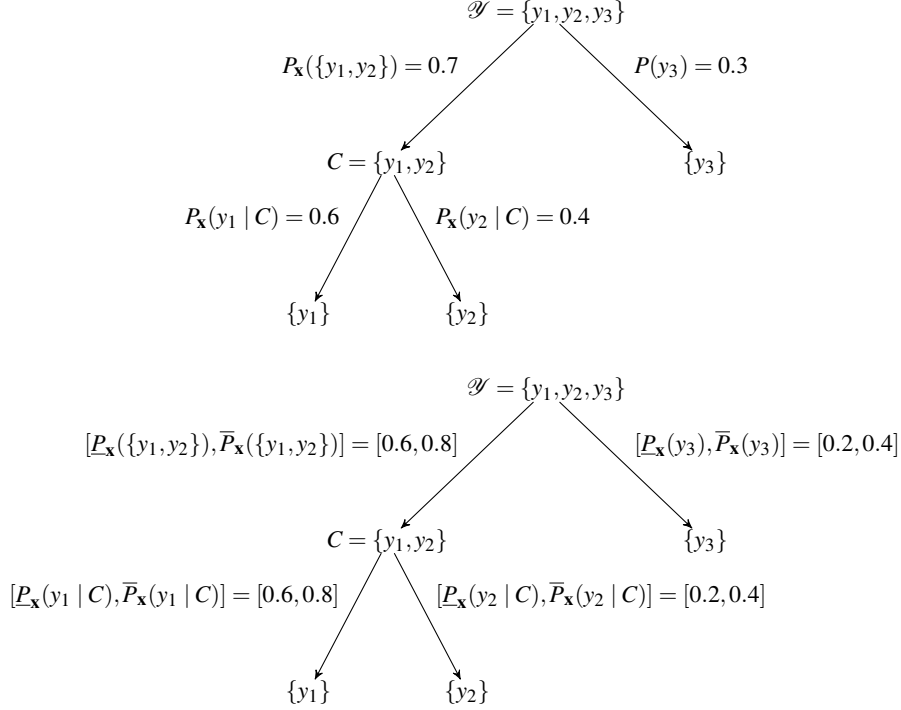 𝒴 = {y₁, y₂, y₃}
P𝐱({y₁, y₂}) = 0.7
P(y₃) = 0.3
C = {y₁, y₂}
{y₃}
P𝐱(y₁ | C) = 0.6
P𝐱(y₂ | C) = 0.4
{y₁}
{y₂}
𝒴 = {y₁, y₂, y₃}
[P̲𝐱({y₁, y₂}), P̅𝐱({y₁, y₂})] = [0.6, 0.8]
[P̲𝐱(y₃), P̅𝐱(y₃)] = [0.2, 0.4]
C = {y₁, y₂}
{y₃}
[P̲𝐱(y₁ | C), P̅𝐱(y₁ | C)] = [0.6, 0.8]
[P̲𝐱(y₂ | C), P̅𝐱(y₂ | C)] = [0.2, 0.4]
{y₁}
{y₂}